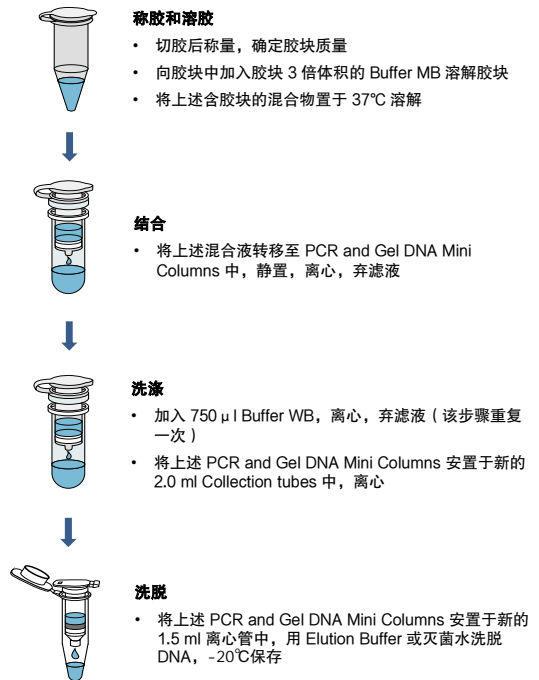 称胶和溶胶
• 切胶后称量，确定胶块质量
• 向胶块中加入胶块 3 倍体积的 Buffer MB 溶解胶块
• 将上述含胶块的混合物置于 37℃ 溶解
结合
• 将上述混合液转移至 PCR and Gel DNA Mini
Columns 中，静置，离心，弃滤液
洗涤
• 加入 750 μl Buffer WB，离心，弃滤液（该步骤重复
一次）
• 将上述 PCR and Gel DNA Mini Columns 安置于新的
2.0 ml Collection tubes 中，离心
洗脱
• 将上述 PCR and Gel DNA Mini Columns 安置于新的
1.5 ml 离心管中，用 Elution Buffer 或灭菌水洗脱
DNA，-20℃保存